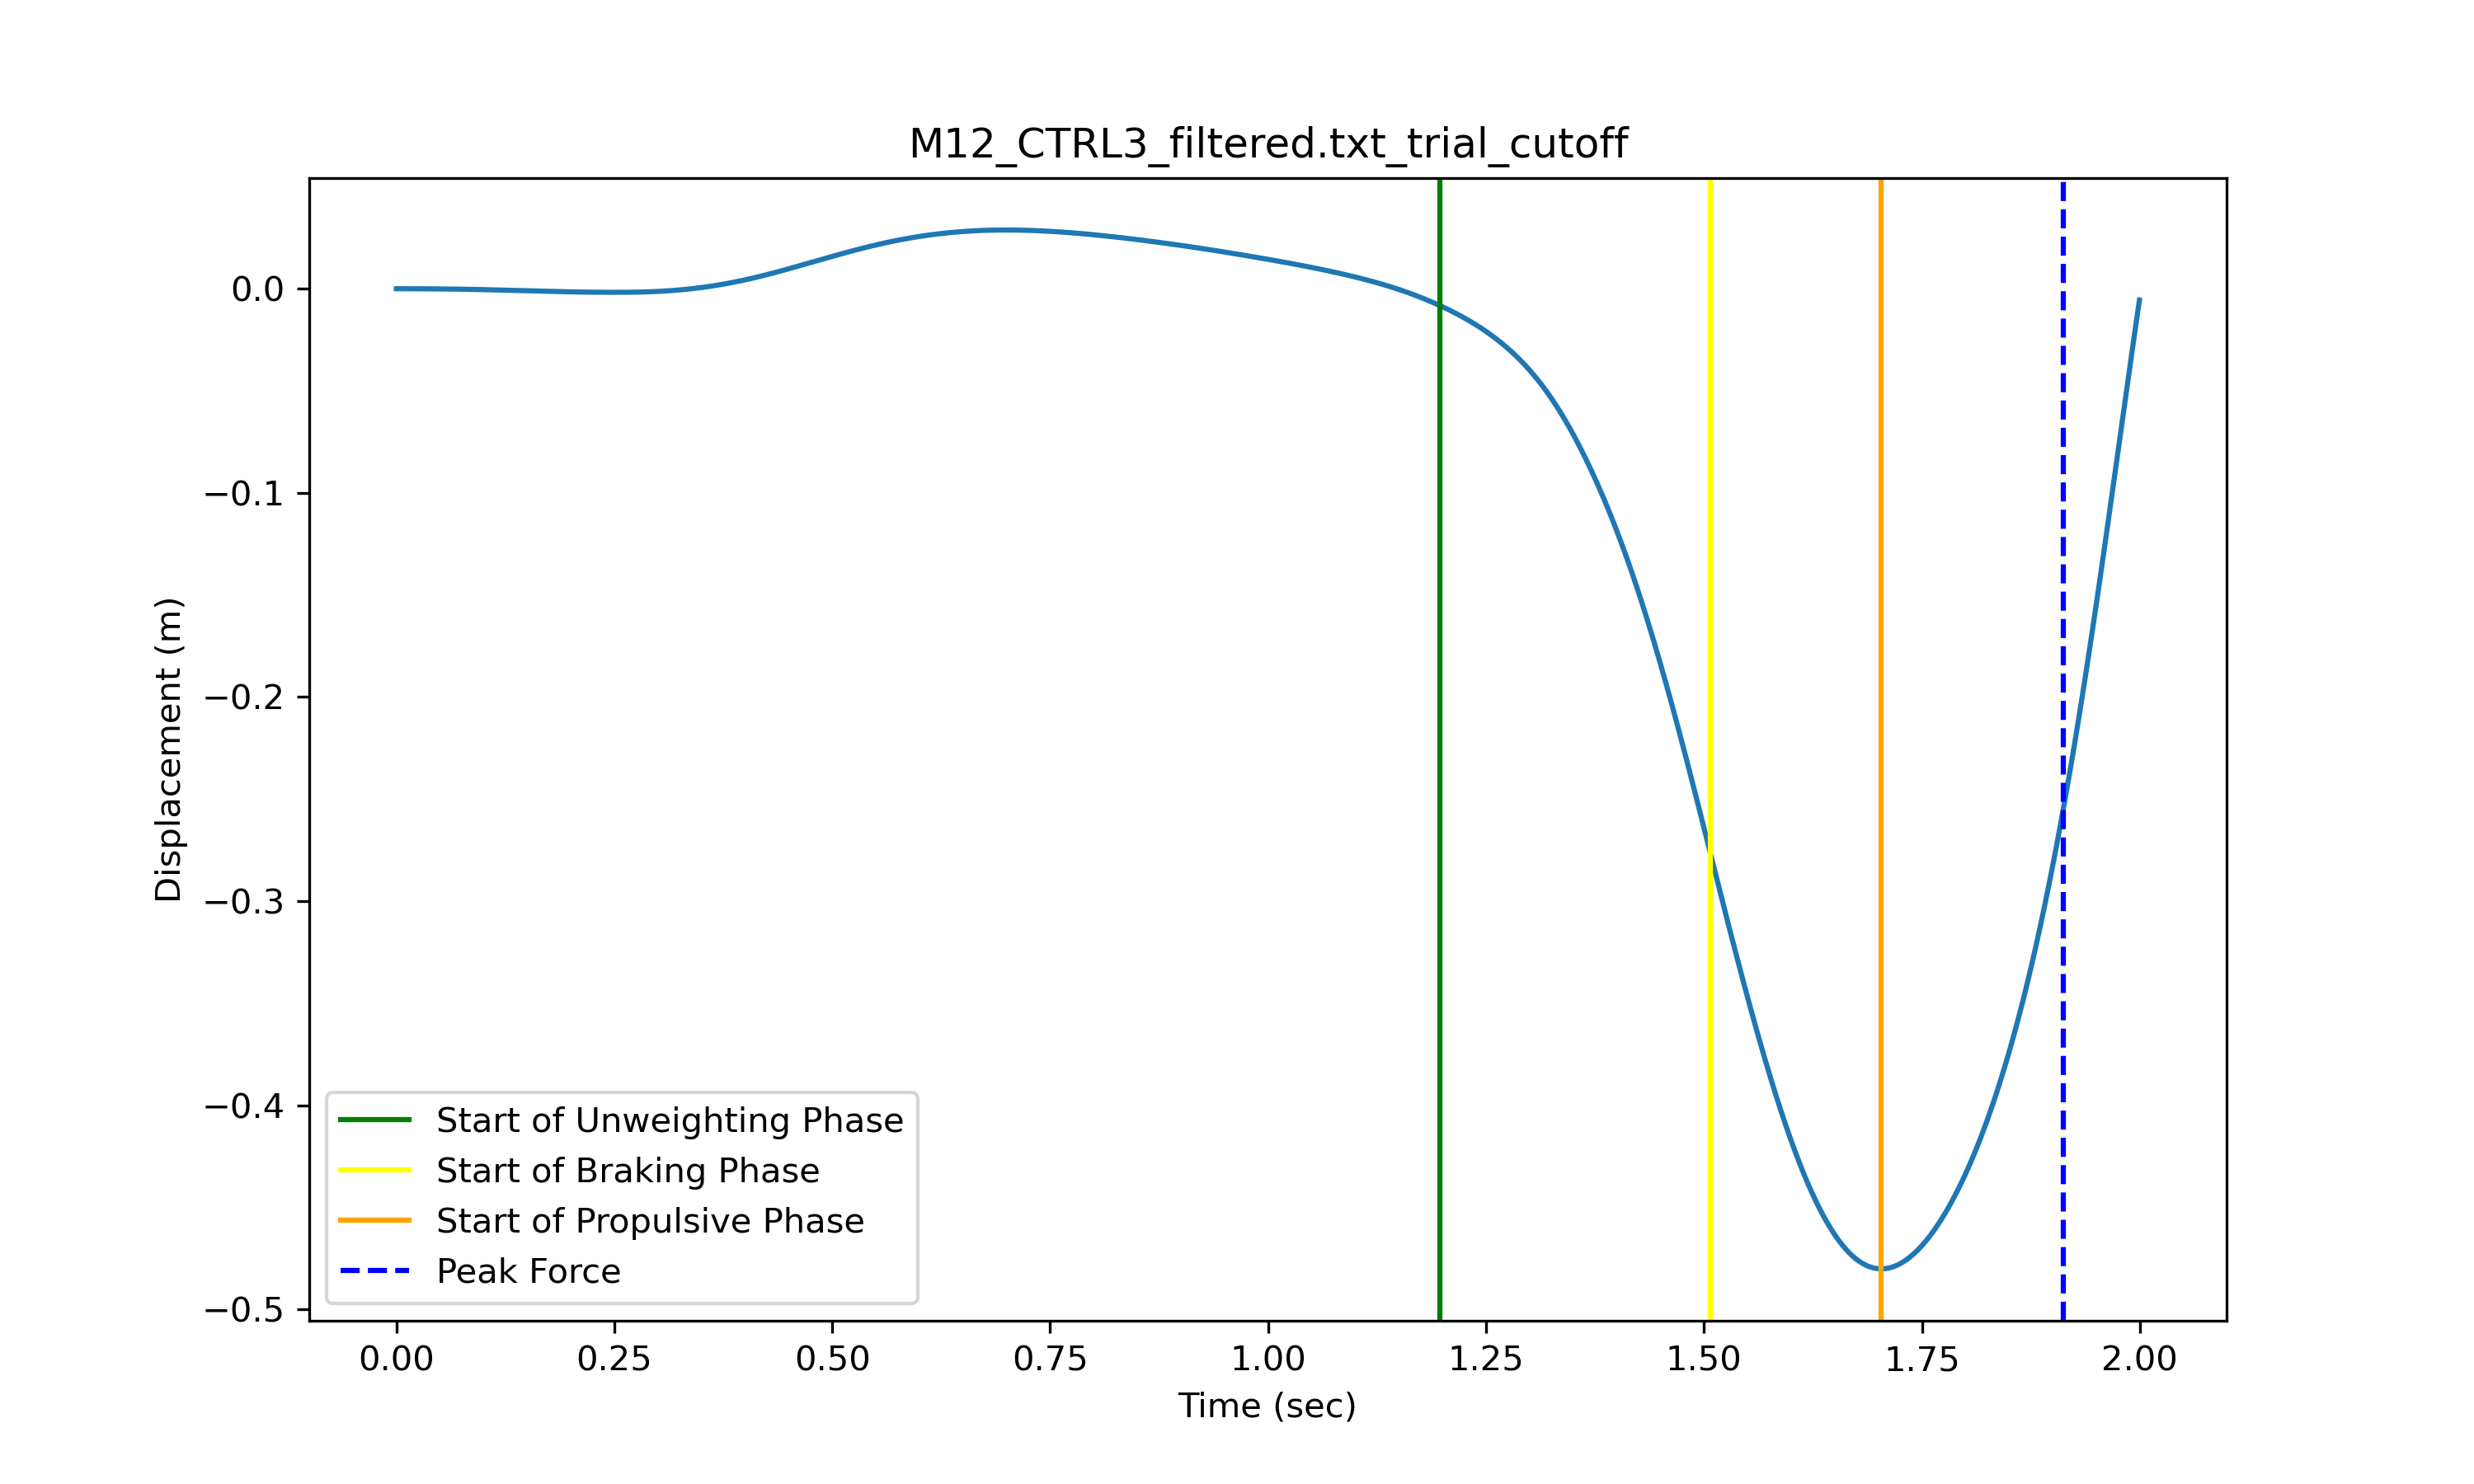 M12_CTRL3_filtered.txt_trial_cutoff
Displacement (m)
0.0
−0.1
−0.2
−0.3
−0.4
−0.5
Start of Unweighting Phase
Start of Braking Phase
Start of Propulsive Phase
Peak Force
0.00 0.25 0.50 0.75 1.00 1.25 1.50 1.75 2.00
Time (sec)